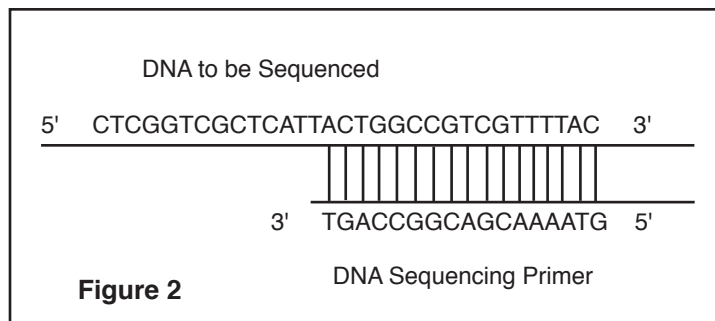 DNA to be Sequenced
5' CTCGGTCGCTCATTACTGGCCGTCGTTTTAC 3'
3' TGACCGGCAGCAAAATG 5'
DNA Sequencing Primer
Figure 2